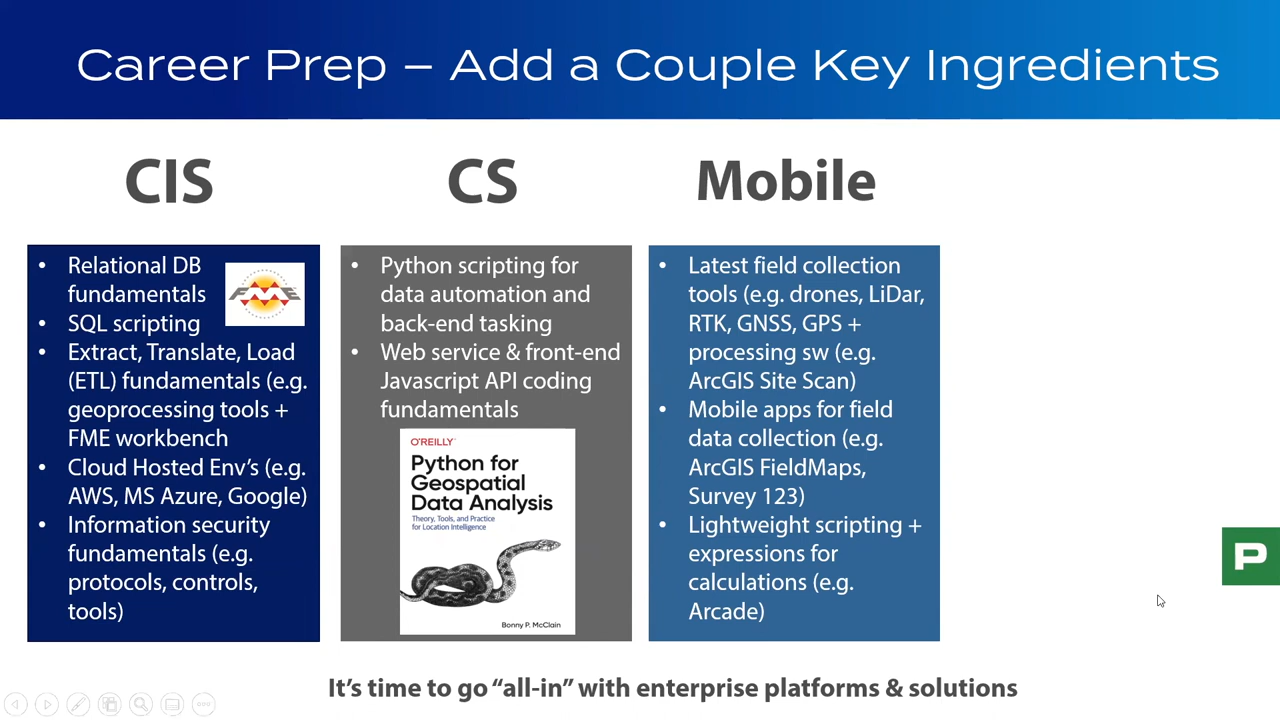 Career Prep – Add a Couple Key Ingredients
CIS
• Relational DB
fundamentals
• SQL scripting
• Extract, Translate, Load
(ETL) fundamentals (e.g.
geoprocessing tools +
FME workbench
• Cloud Hosted Env’s (e.g.
AWS, MS Azure, Google)
• Information security
fundamentals (e.g.
protocols, controls,
tools)
FME
CS
• Python scripting for
data automation and
back-end tasking
• Web service & front-end
Javascript API coding
fundamentals
O'REILLY
Python for
Geospatial
Data Analysis
Theory, Tools, and Practice
for Location Intelligence
Bonny P. McClain
Mobile
• Latest field collection
tools (e.g. drones, LiDar,
RTK, GNSS, GPS +
processing sw (e.g.
ArcGIS Site Scan)
• Mobile apps for field
data collection (e.g.
ArcGIS FieldMaps,
Survey 123)
• Lightweight scripting +
expressions for
calculations (e.g.
Arcade)
P
It’s time to go “all-in” with enterprise platforms & solutions